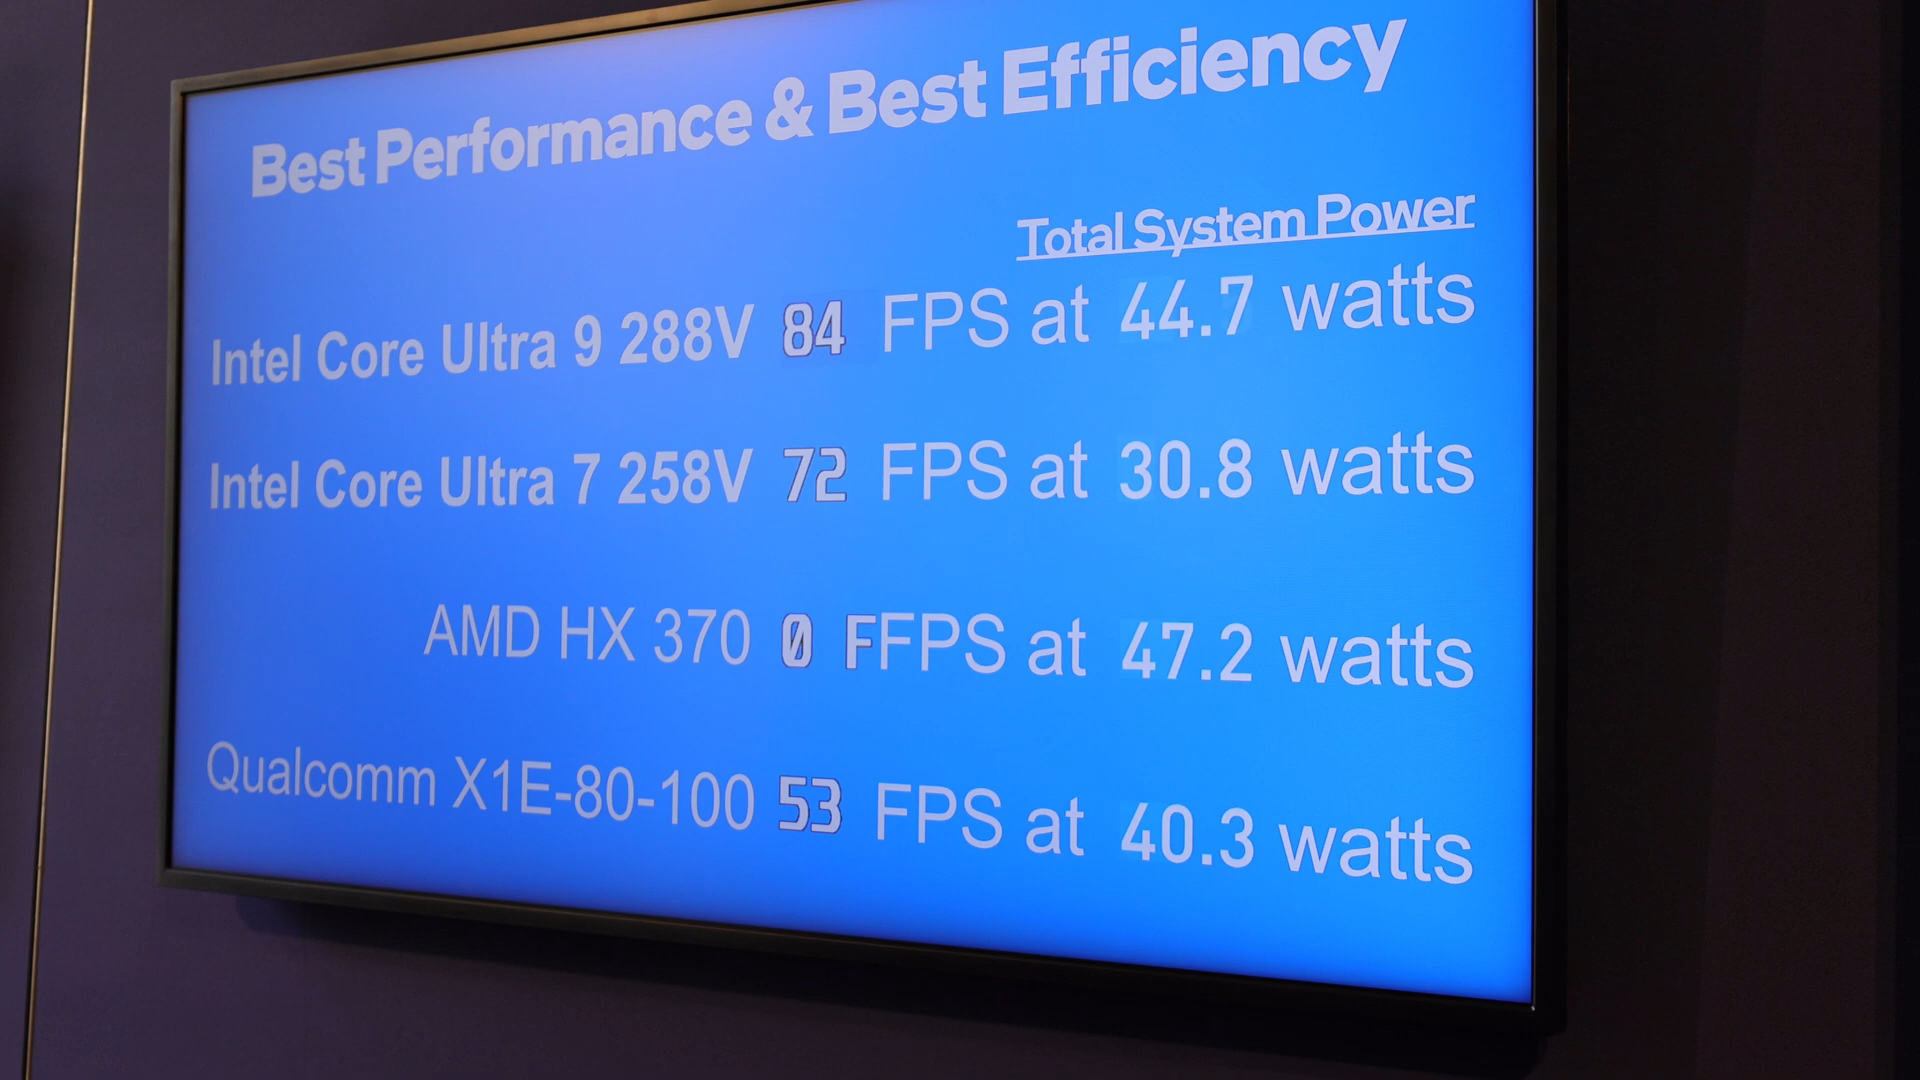 Best Performance & Best Efficiency
Total System Power
Intel Core Ultra 9 288V 84 FPS at 44.7 watts
Intel Core Ultra 7 258V 72 FPS at 30.8 watts
AMD HX 370 0 FFPS at 47.2 watts
Qualcomm X1E-80-100 53 FPS at 40.3 watts